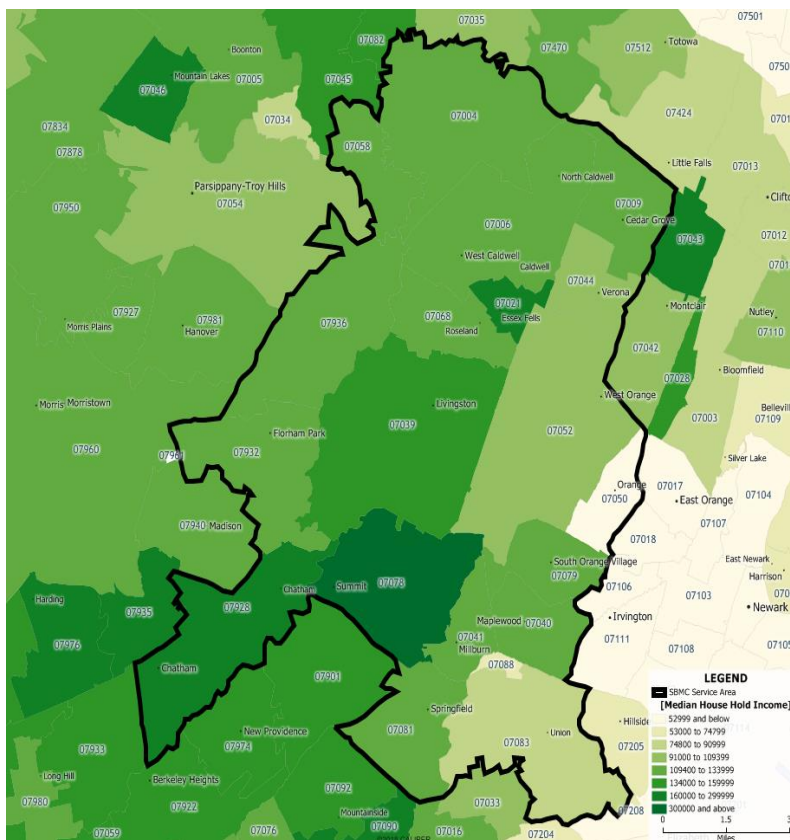 07501
07035
07082
Totowa
07470
07512
Boonton
Mountain Lakes
07046
07005
07045
07034
07004
07424
07834
07878
07058
Little Falls
07013
North Caldwell
Parsippany-Troy Hills
07054
07950
07009
Cedar Grove
07043
07012
07006
West Caldwell
Caldwell
07044
Verona
07021
Essex Fells
Montclair
Nutley
07110
07927
07981
Morris Plains
Hanover
07936
07068
Roseland
07042
Bloomfield
07028
Morristown
Livingston
07039
West Orange
07003
07109
07052
Florham Park
07932
07960
07961
Silver Lake
Orange
07050
07017
East Orange
07104
07107
07940
Madison
07018
South Orange Village
07079
East Newark
Harrison
Chatham
Summit
07078
Harding
07935
07928
07106
07103
Newark
Irvington
Maplewood
07040
07041
Millburn
07976
07111
07108
07105
Chatham
07901
07088
LEGEND
SBMC Service Area
[Median House Hold Income]
52999 and below
53000 to 74799
74800 to 90999
91000 to 109399
109400 to 133999
134000 to 159999
160000 to 299999
300000 and above
0 1.5 3
Miles
Springfield
07081
New Providence
07974
Union
07083
Hillside
07205
07933
Long Hill
Berkeley Heights
07980
07922
07092
Mountainside
07090
07033
07208
07059
07076
07016
07204